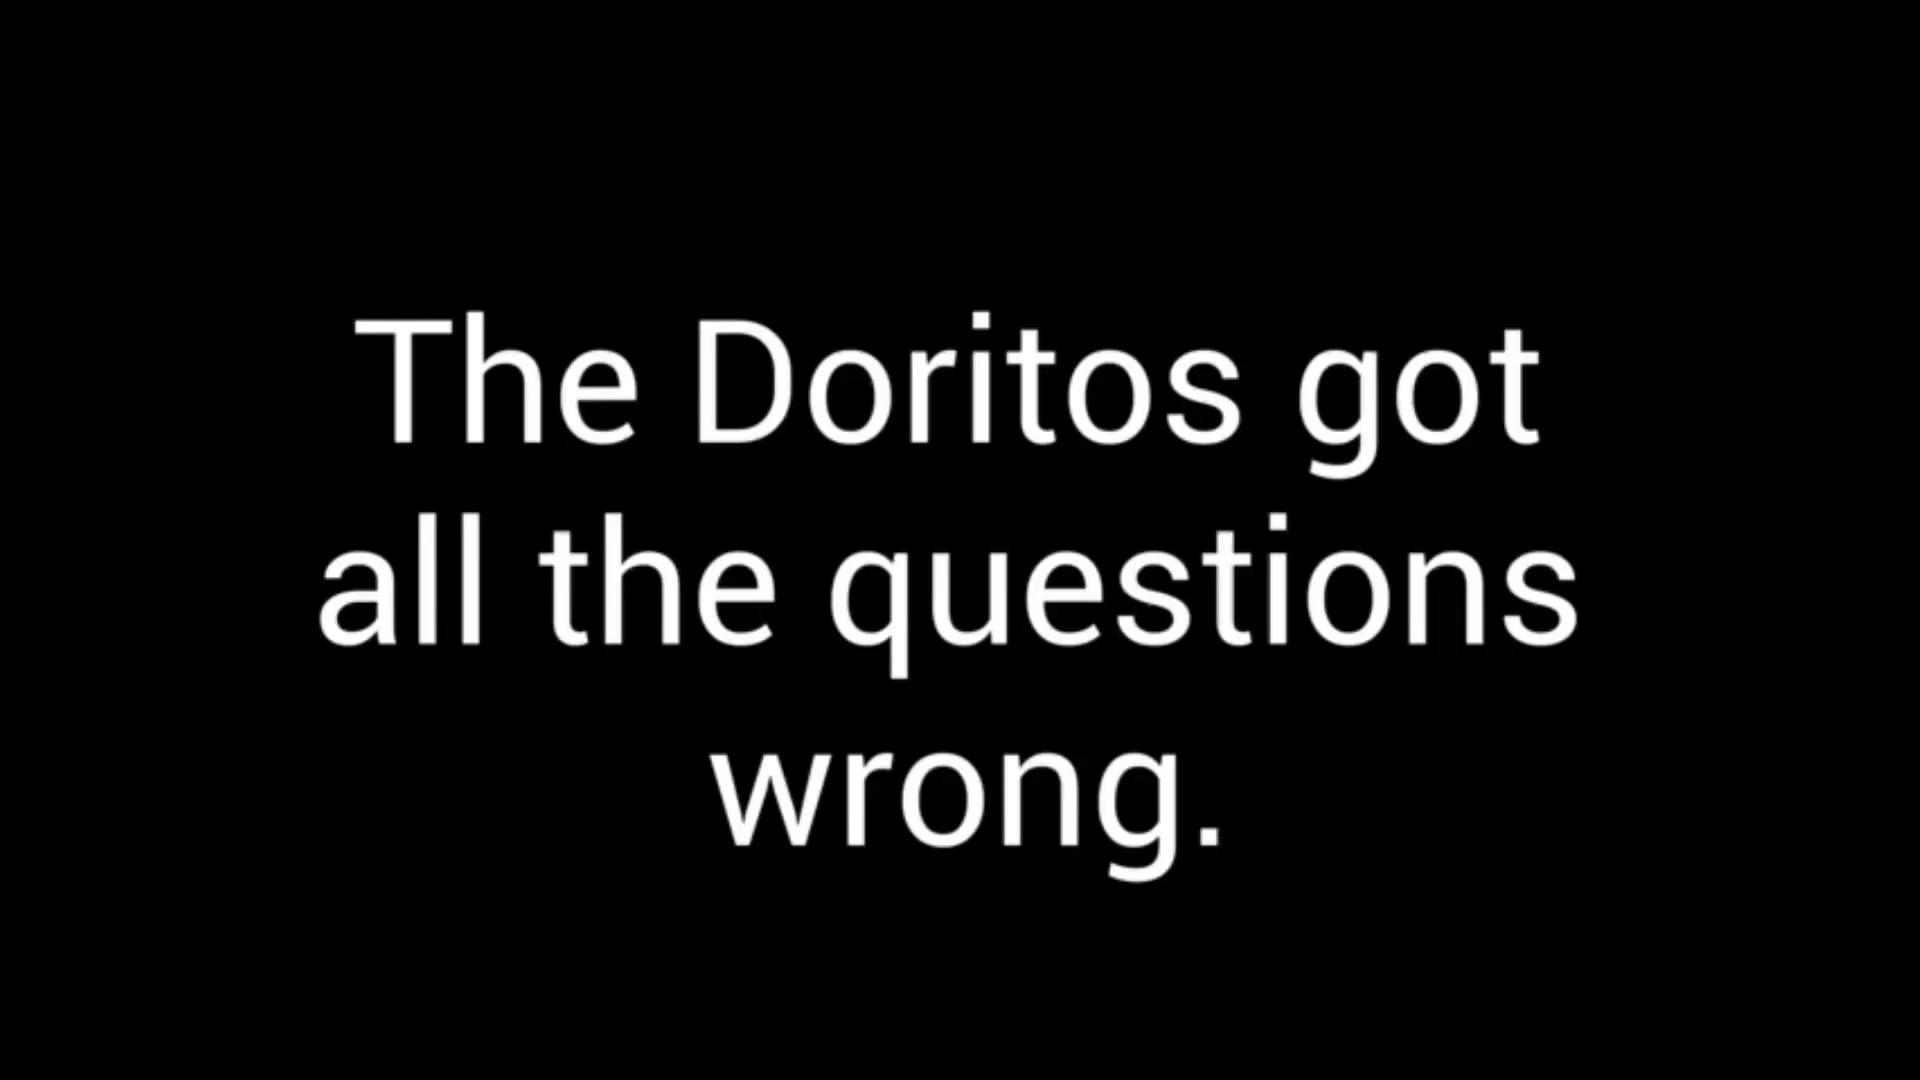 The Doritos got
all the questions
wrong.